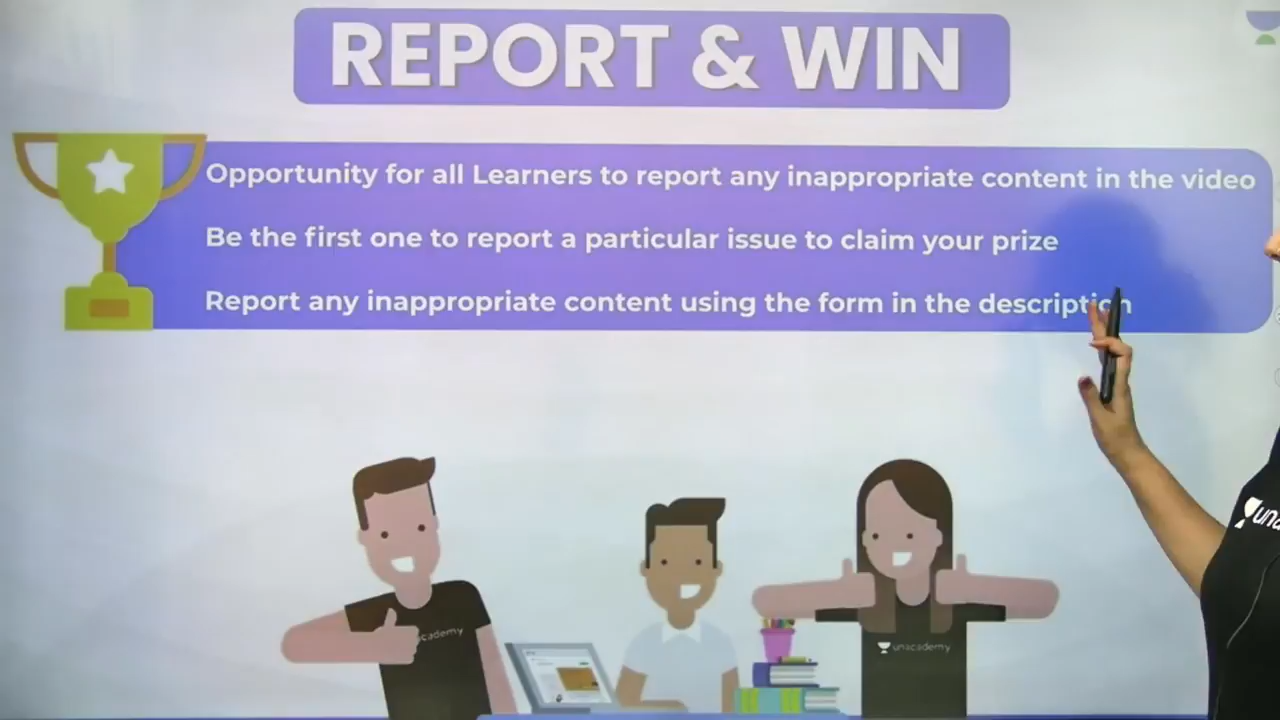 REPORT & WIN
Opportunity for all Learners to report any inappropriate content in the video
Be the first one to report a particular issue to claim your prize
Report any inappropriate content using the form in the description
unacademy